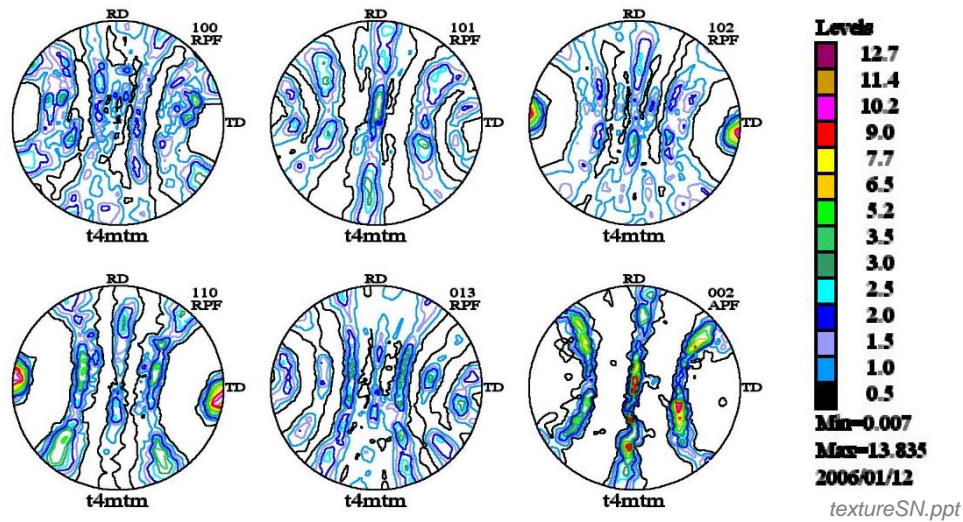 RD
100
RPF
TD
t4mtm
RD
101
RPF
TD
t4mtm
RD
102
RPF
TD
t4mtm
RD
110
RPF
TD
t4mtm
RD
013
RPF
TD
t4mtm
RD
002
APF
TD
t4mtm
Levels
12.7
11.4
10.2
9.0
7.7
6.5
5.2
3.5
3.0
2.5
2.0
1.5
1.0
0.5
Min=0.007
Max=13.835
2006/01/12
textureSN.ppt